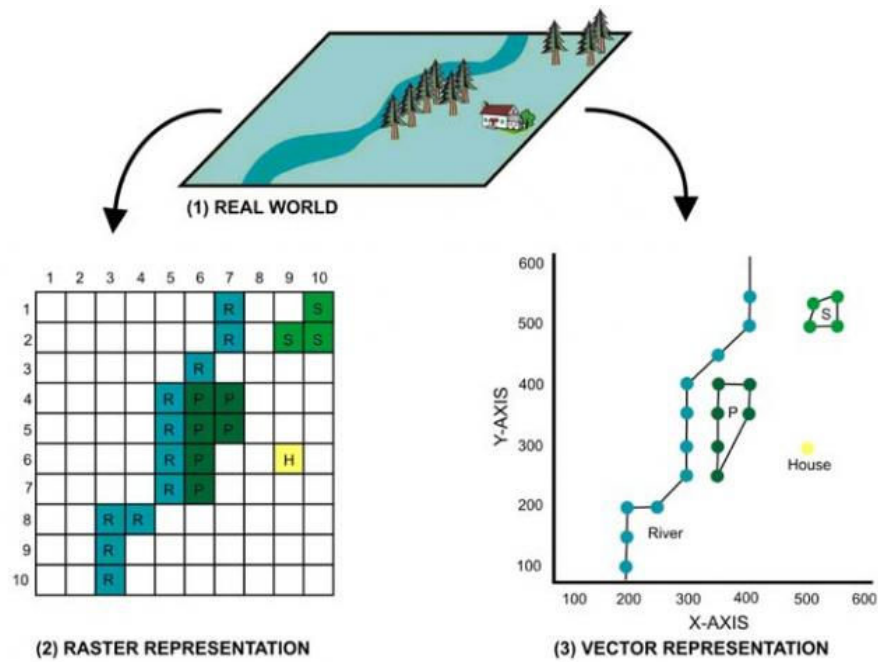 (1) REAL WORLD
1 2 3 4 5 6 7 8 9 10
1 R S
2 R S S
3 R
4 R P P
5 R P P
6 R P H
7 R P
8 R R
9 R
10 R
(2) RASTER REPRESENTATION
600
500
400
300
200
100
Y-AXIS
S
P
House
River
100 200 300 400 500 600
X-AXIS
(3) VECTOR REPRESENTATION